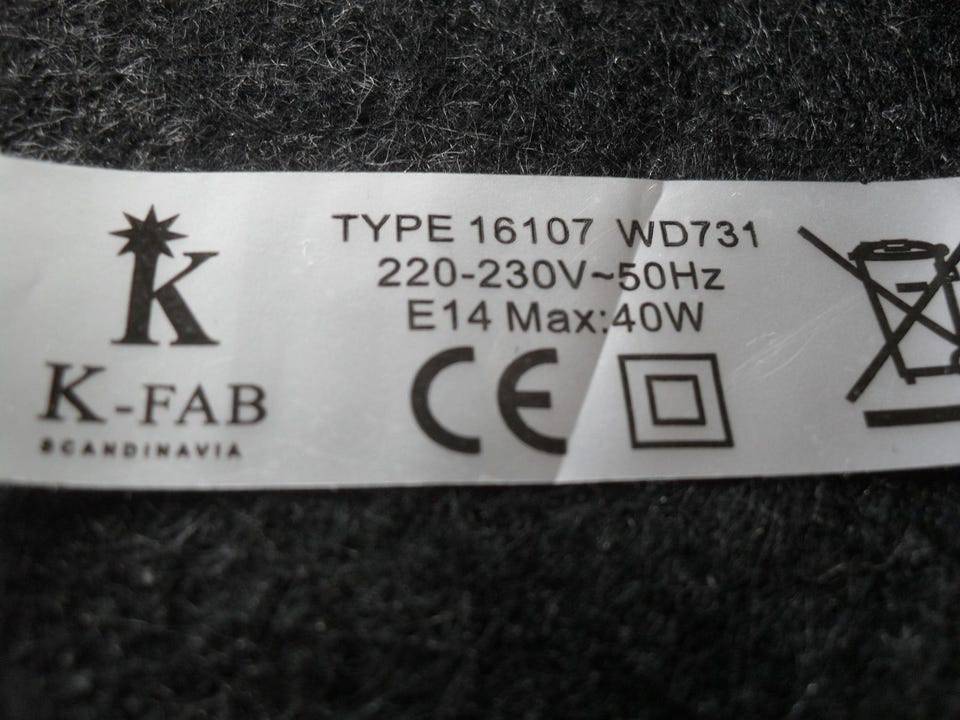 K
K-FAB
SCANDINAVIA
TYPE 16107 WD731
220-230V~50Hz
E14 Max:40W
CE